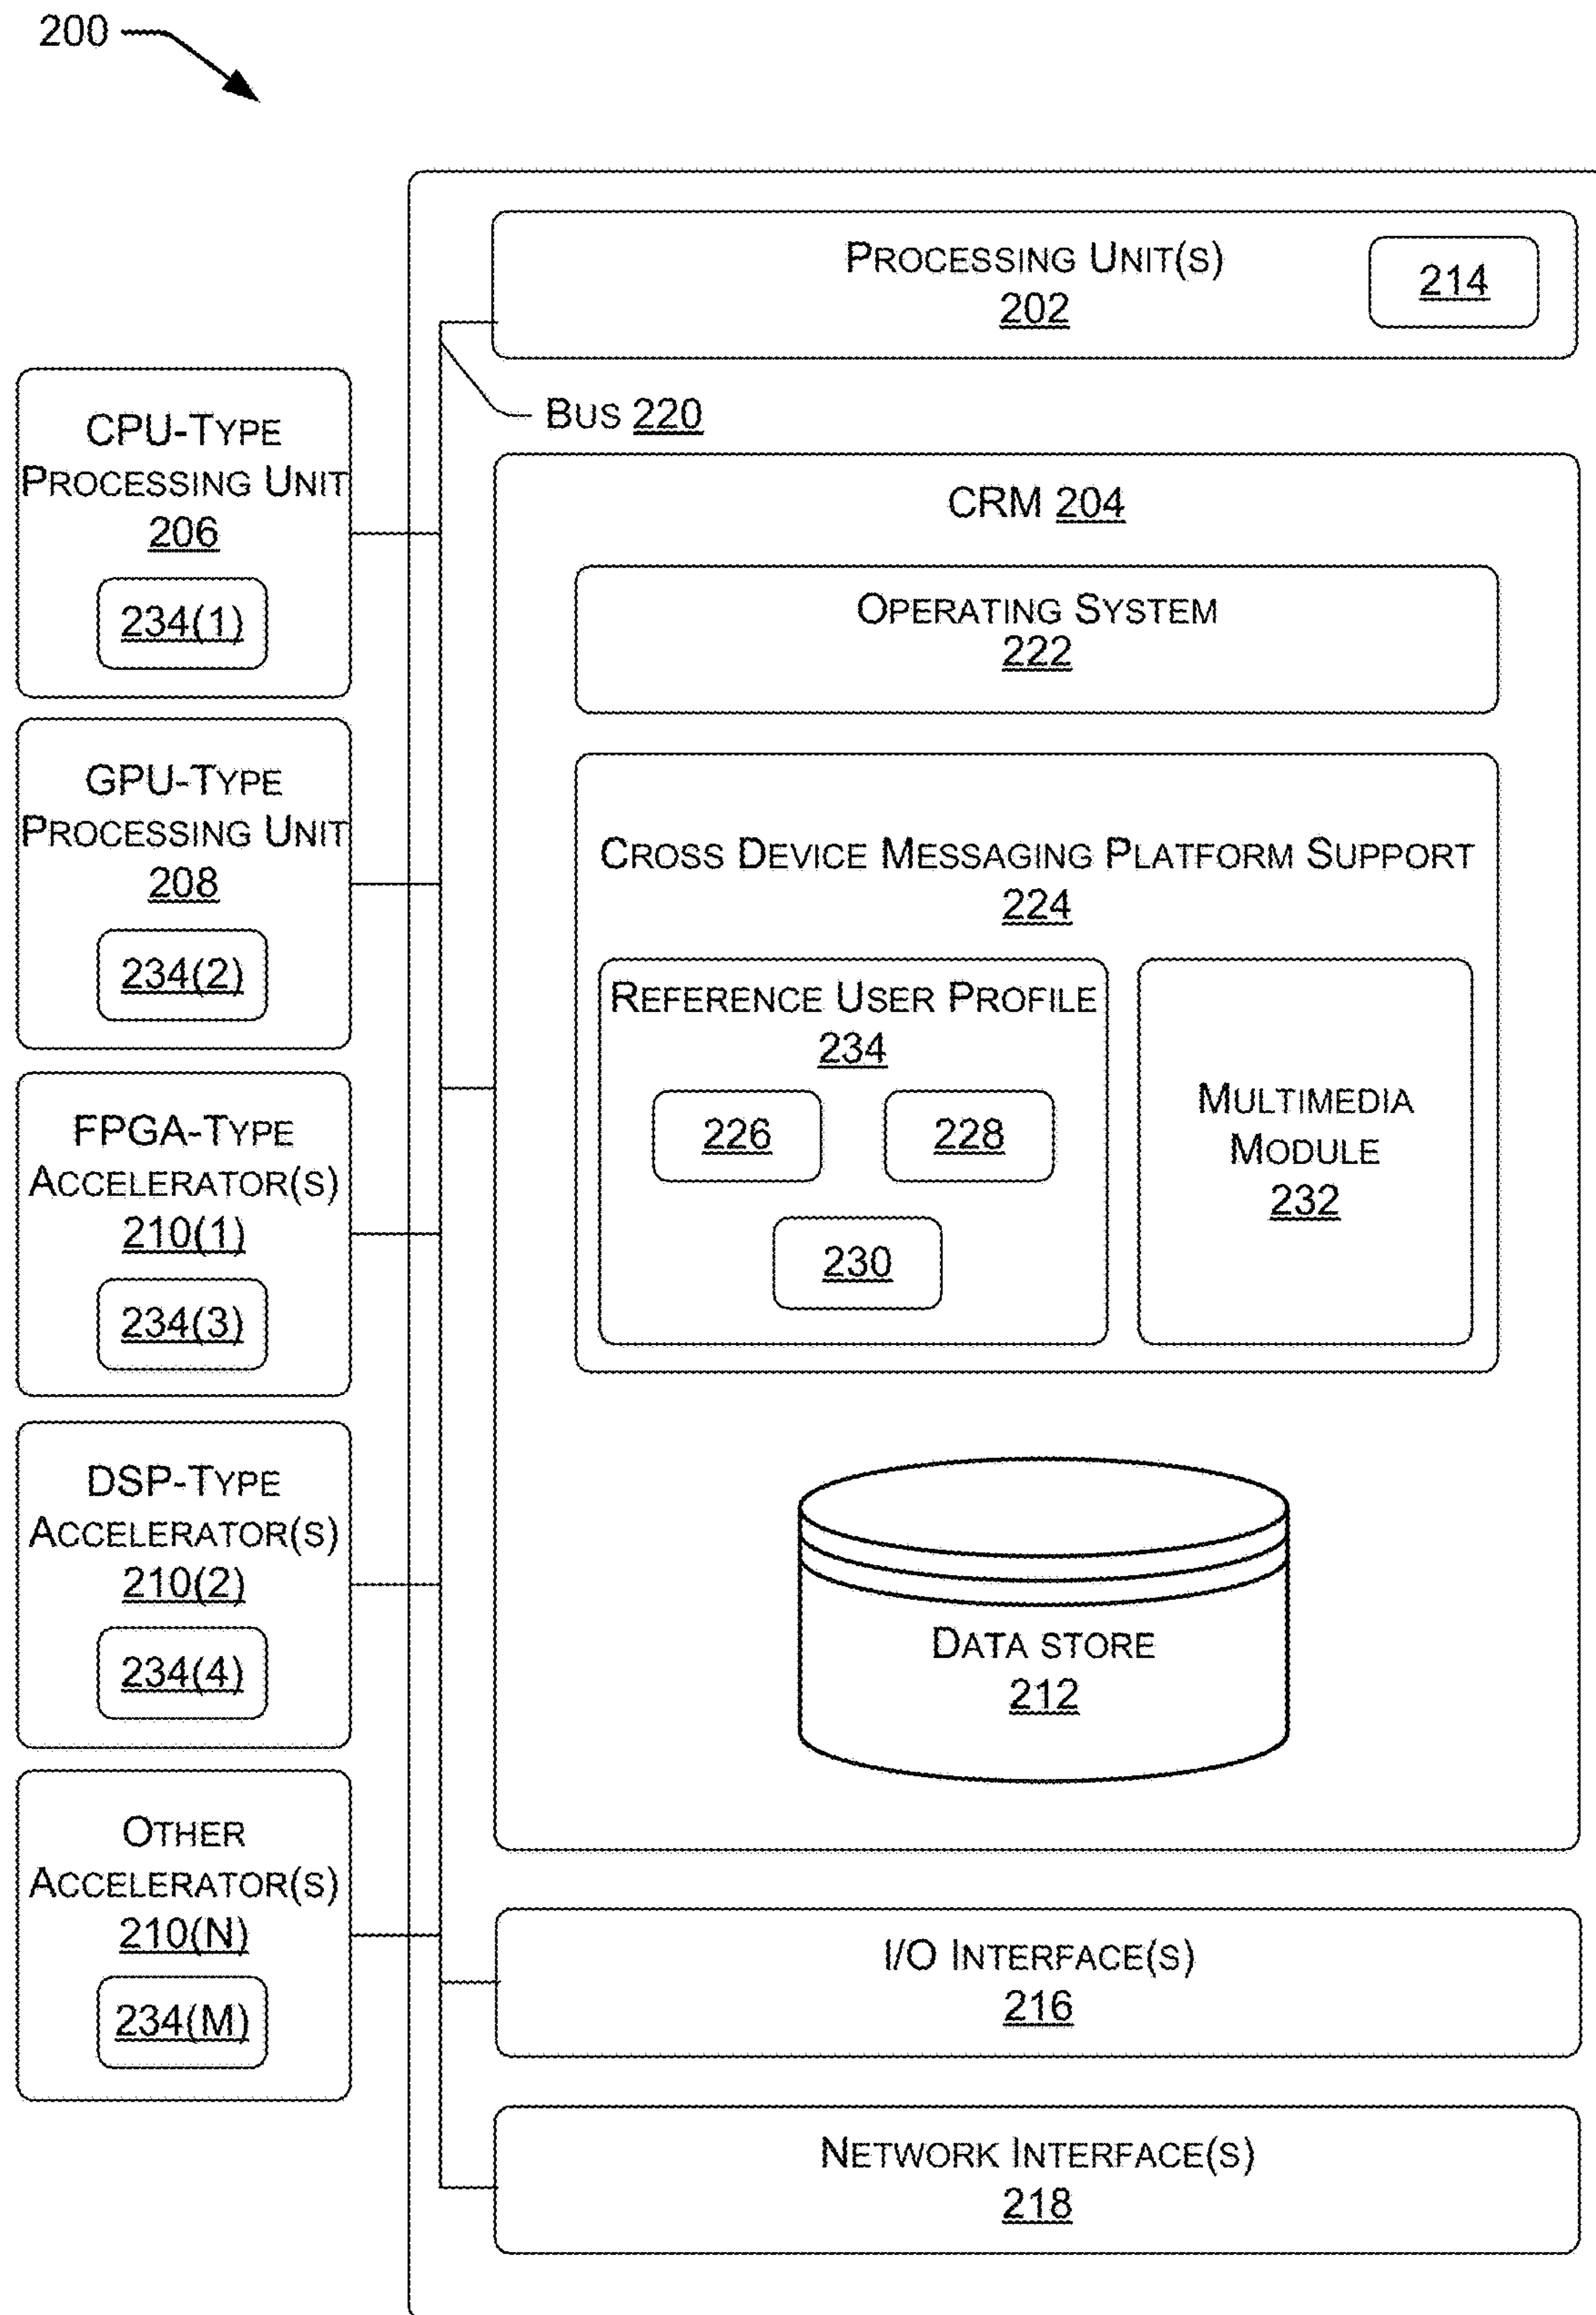 200
PROCESSING UNIT(S)
202
214
BUS 220
CPU-TYPE
PROCESSING UNIT
206
234(1)
GPU-TYPE
PROCESSING UNIT
208
234(2)
FPGA-TYPE
ACCELERATOR(S)
210(1)
234(3)
DSP-TYPE
ACCELERATOR(S)
210(2)
234(4)
OTHER
ACCELERATOR(S)
210(N)
234(M)
CRM 204
OPERATING SYSTEM
222
CROSS DEVICE MESSAGING PLATFORM SUPPORT
224
REFERENCE USER PROFILE
234
226
228
230
MULTIMEDIA
MODULE
232
DATA STORE
212
I/O INTERFACE(S)
216
NETWORK INTERFACE(S)
218